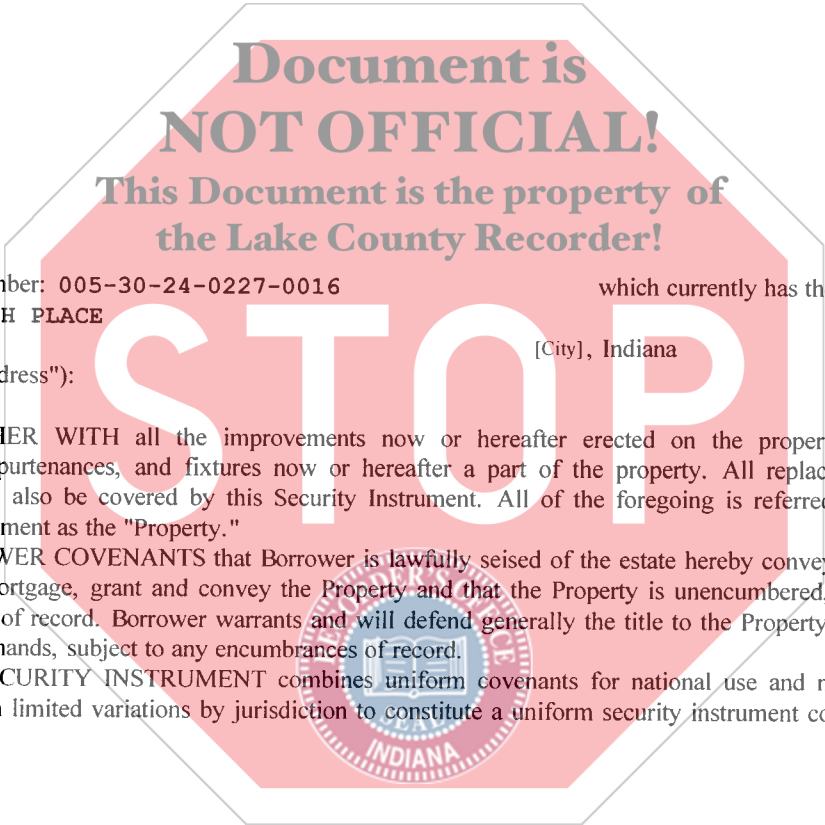 Document is
NOT OFFICIAL!
This Document is the property of
the Lake County Recorder!
nber: 005-30-24-0227-0016 which currently has th
H PLACE
[City], Indiana
dress"):
STOP
HER WITH all the improvements now or hereafter erected on the proper
purtenances, and fixtures now or hereafter a part of the property. All replac
also be covered by this Security Instrument. All of the foregoing is referred
ment as the "Property."
WER COVENANTS that Borrower is lawfully seised of the estate hereby convey
ortgage, grant and convey the Property and that the Property is unencumbered,
of record. Borrower warrants and will defend generally the title to the Property
nands, subject to any encumbrances of record.
CURITY INSTRUMENT combines uniform covenants for national use and n
limited variations by jurisdiction to constitute a uniform security instrument co
RECORDER'S OFFICE
SEAL
INDIANA